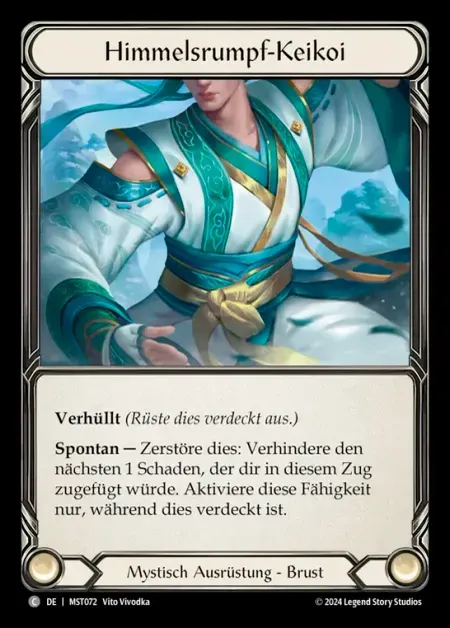 Himmelsrumpf-Keikoi
Verhüllt (Rüste dies verdeckt aus.)
Spontan — Zerstöre dies: Verhindere den
nächsten 1 Schaden, der dir in diesem Zug
zugefügt würde. Aktiviere diese Fähigkeit
nur, während dies verdeckt ist.
Mystisch Ausrüstung - Brust
C DE | MST072 Vito Vivodka
© 2024 Legend Story Studios